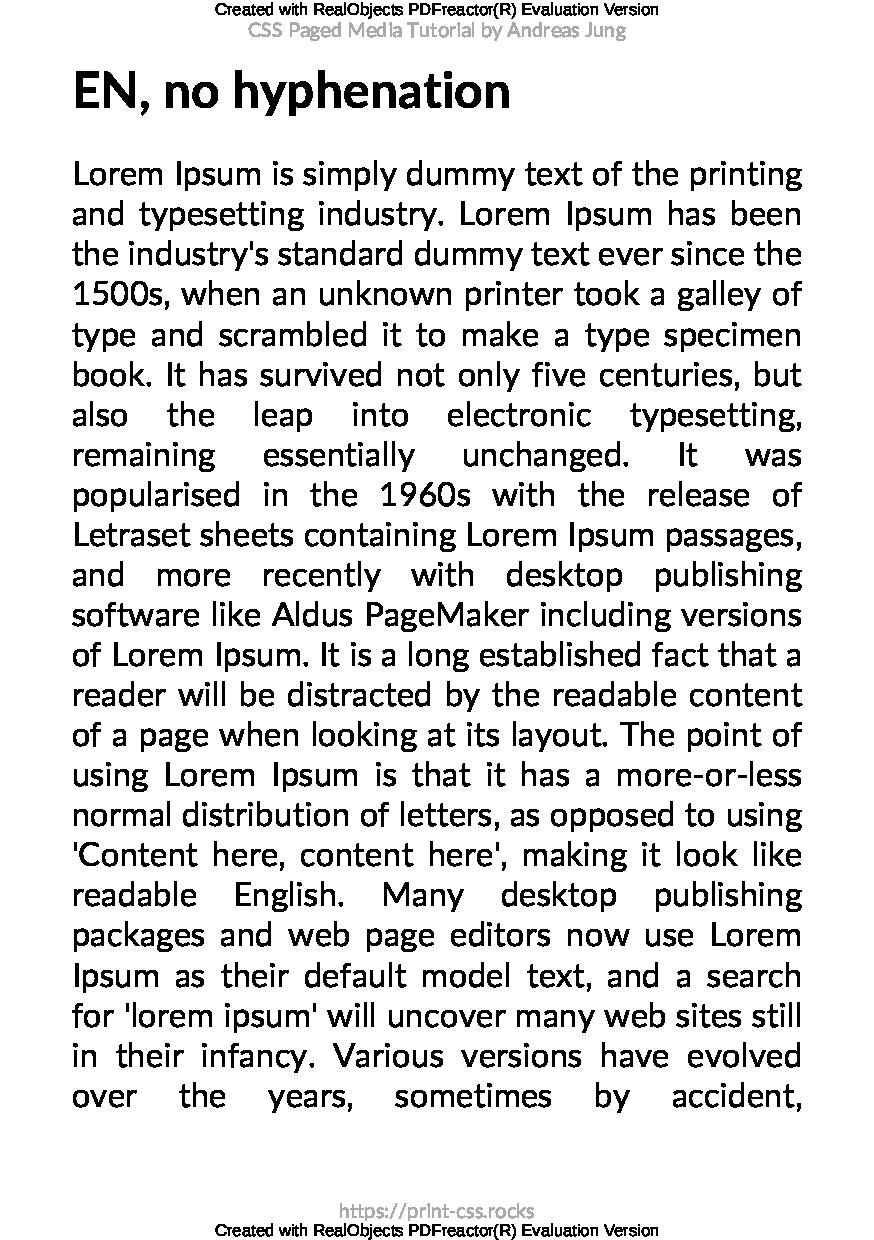 Created with RealObjects PDFreactor(R) Evaluation Version
CSS Paged Media Tutorial by Andreas Jung
EN, no hyphenation
Lorem Ipsum is simply dummy text of the printing
and typesetting industry. Lorem Ipsum has been
the industry's standard dummy text ever since the
1500s, when an unknown printer took a galley of
type and scrambled it to make a type specimen
book. It has survived not only five centuries, but
also the leap into electronic typesetting,
remaining essentially unchanged. It was
popularised in the 1960s with the release of
Letraset sheets containing Lorem Ipsum passages,
and more recently with desktop publishing
software like Aldus PageMaker including versions
of Lorem Ipsum. It is a long established fact that a
reader will be distracted by the readable content
of a page when looking at its layout. The point of
using Lorem Ipsum is that it has a more-or-less
normal distribution of letters, as opposed to using
'Content here, content here', making it look like
readable English. Many desktop publishing
packages and web page editors now use Lorem
Ipsum as their default model text, and a search
for 'lorem ipsum' will uncover many web sites still
in their infancy. Various versions have evolved
over the years, sometimes by accident,
https://print-css.rocks
Created with RealObjects PDFreactor(R) Evaluation Version